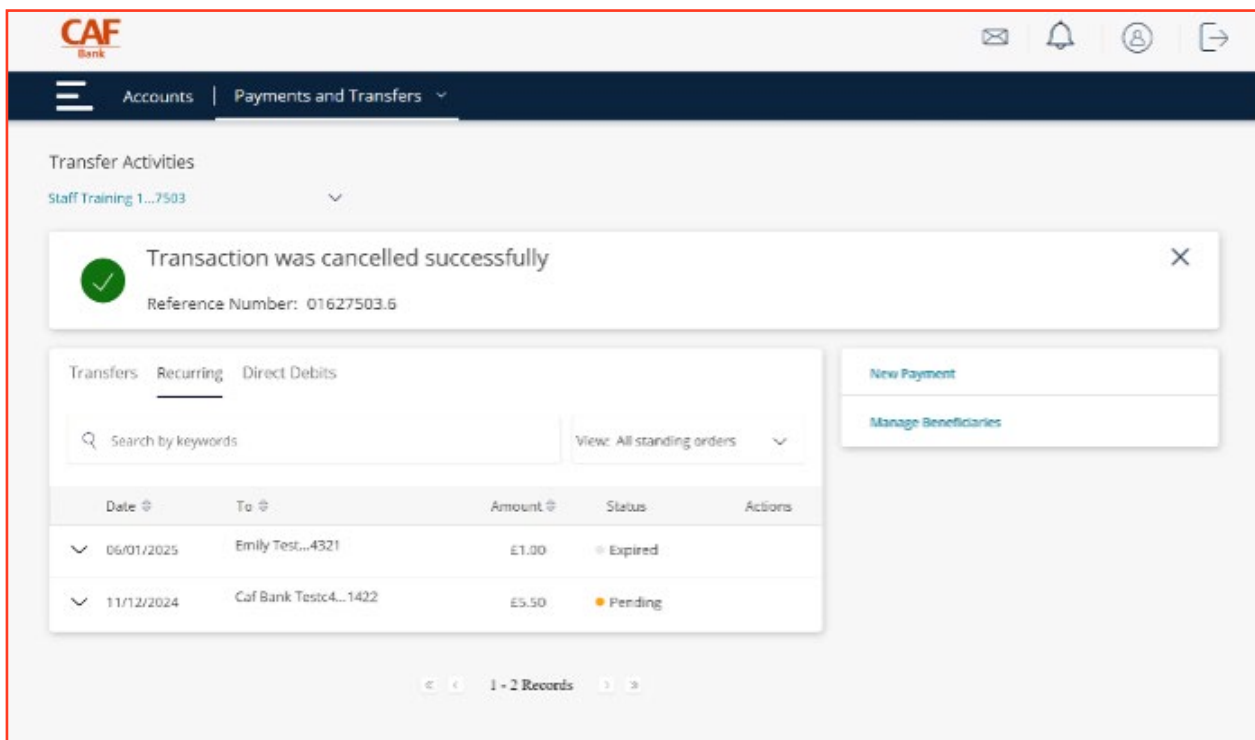 CAF
Bank
Accounts | Payments and Transfers
Transfer Activities
Staff Training 1...7503
Transaction was cancelled successfully
Reference Number: 01627503.6
Transfers Recurring Direct Debits
New Payment
Search by keywords View: All standing orders
Manage Beneficiaries
Date To Amount Status Actions
06/01/2025 Emily Test...4321 £1.00 Expired
11/12/2024 Caf Bank Testc4...1422 £5.50 Pending
« ‹ 1 - 2 Records › »